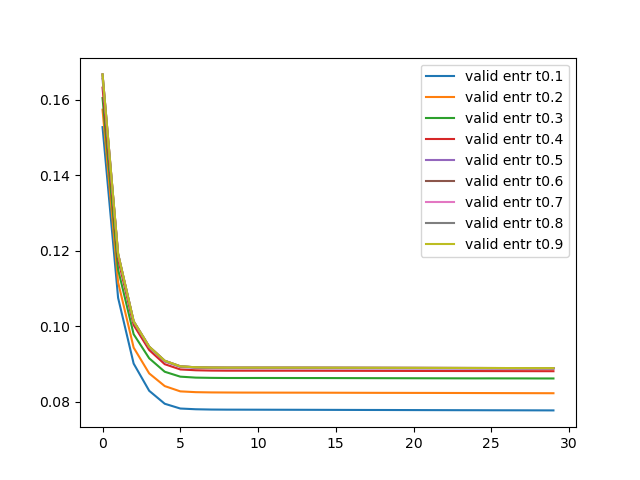 valid entr t0.1
valid entr t0.2
valid entr t0.3
valid entr t0.4
valid entr t0.5
valid entr t0.6
valid entr t0.7
valid entr t0.8
valid entr t0.9
0.16
0.14
0.12
0.10
0.08
0 5 10 15 20 25 30